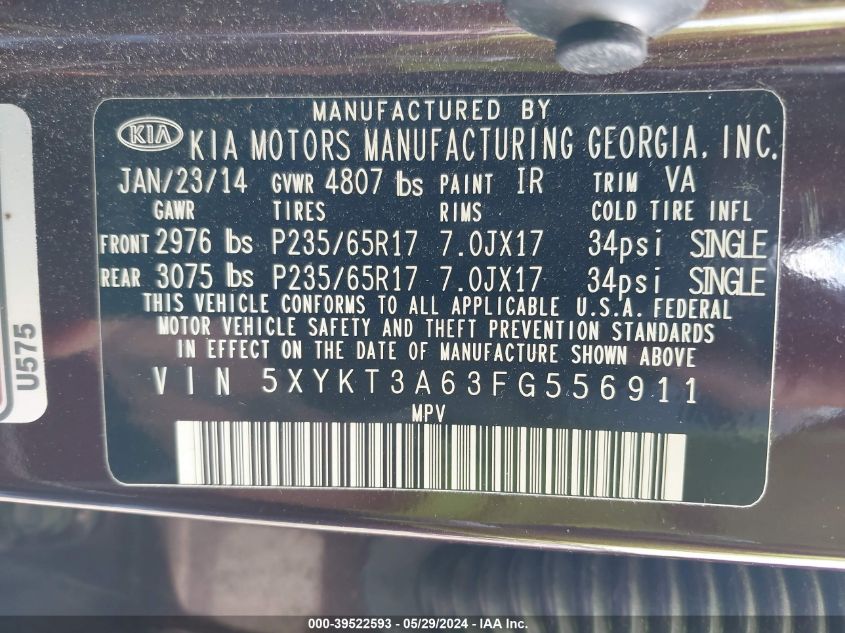 MANUFACTURED BY
KIA KIA MOTORS MANUFACTURING GEORGIA, INC.
JAN/23/14 GVWR 4807 lbs PAINT IR TRIM VA
GAWR TIRES RIMS COLD TIRE INFL
FRONT 2976 lbs P235/65R17 7.0JX17 34psi SINGLE
REAR 3075 lbs P235/65R17 7.0JX17 34psi SINGLE
THIS VEHICLE CONFORMS TO ALL APPLICABLE U.S.A. FEDERAL
MOTOR VEHICLE SAFETY AND THEFT PREVENTION STANDARDS
IN EFFECT ON THE DATE OF MANUFACTURE SHOWN ABOVE
VIN 5XYKT3A63FG556911
MPV
U575
000-39522593 - 05/29/2024 - IAA Inc.